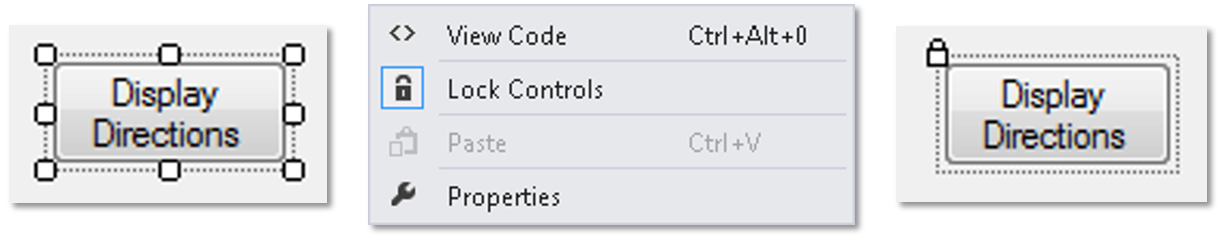 Display
Directions
View Code Ctrl+Alt+0
Lock Controls
Paste Ctrl+V
Properties
Display
Directions